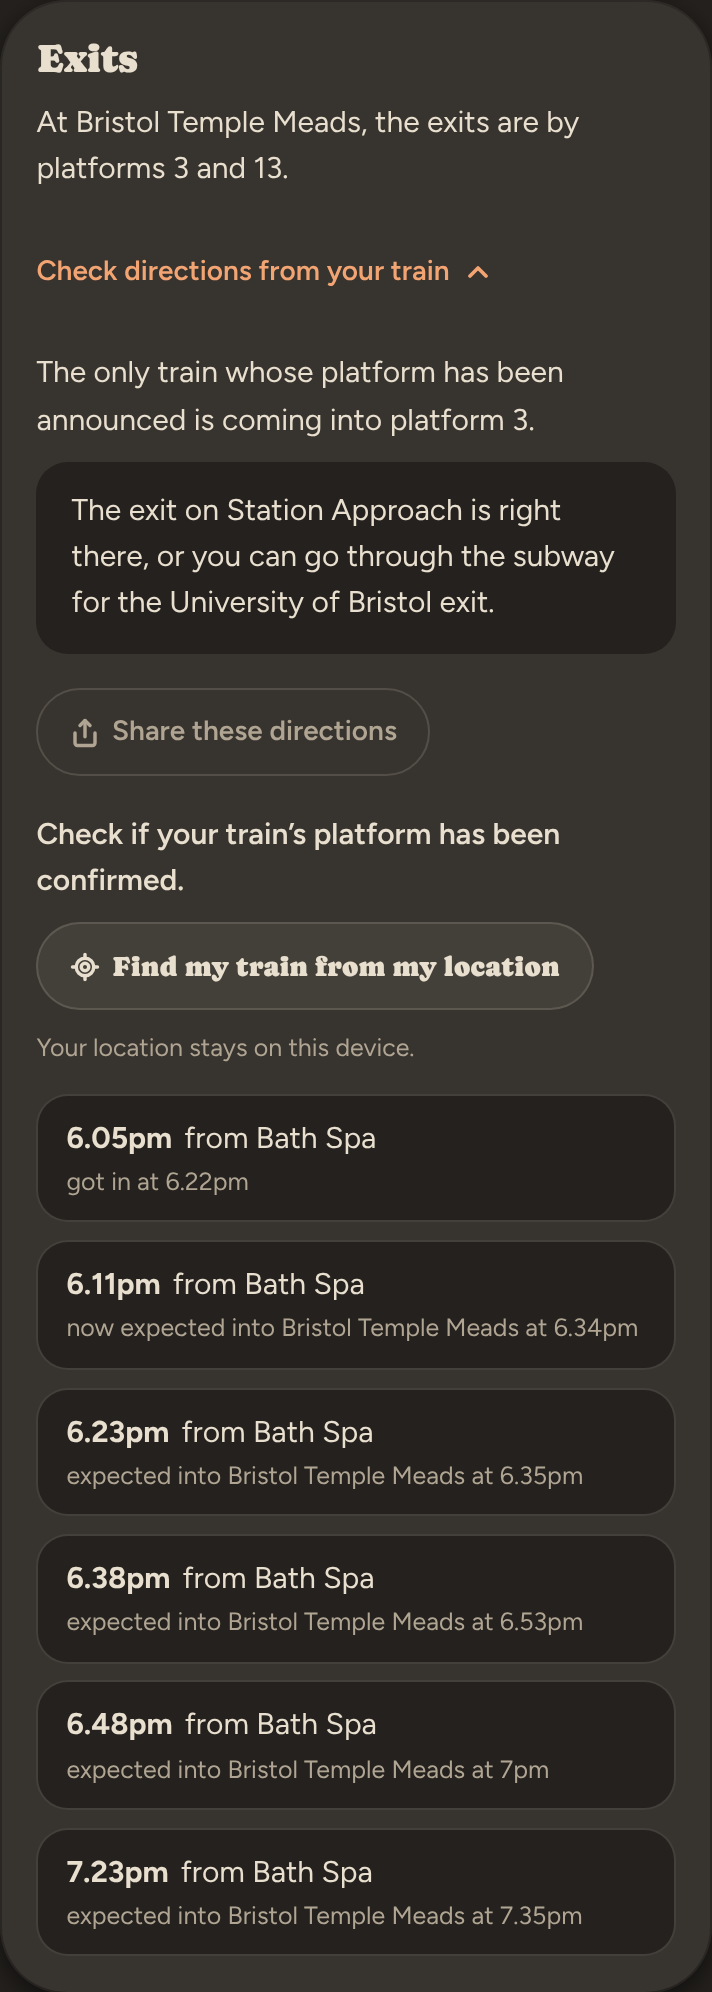 Exits
At Bristol Temple Meads, the exits are by
platforms 3 and 13.
Check directions from your train
The only train whose platform has been
announced is coming into platform 3.
The exit on Station Approach is right
there, or you can go through the subway
for the University of Bristol exit.
Share these directions
Check if your train’s platform has been
confirmed.
Find my train from my location
Your location stays on this device.
6.05pm from Bath Spa
got in at 6.22pm
6.11pm from Bath Spa
now expected into Bristol Temple Meads at 6.34pm
6.23pm from Bath Spa
expected into Bristol Temple Meads at 6.35pm
6.38pm from Bath Spa
expected into Bristol Temple Meads at 6.53pm
6.48pm from Bath Spa
expected into Bristol Temple Meads at 7pm
7.23pm from Bath Spa
expected into Bristol Temple Meads at 7.35pm